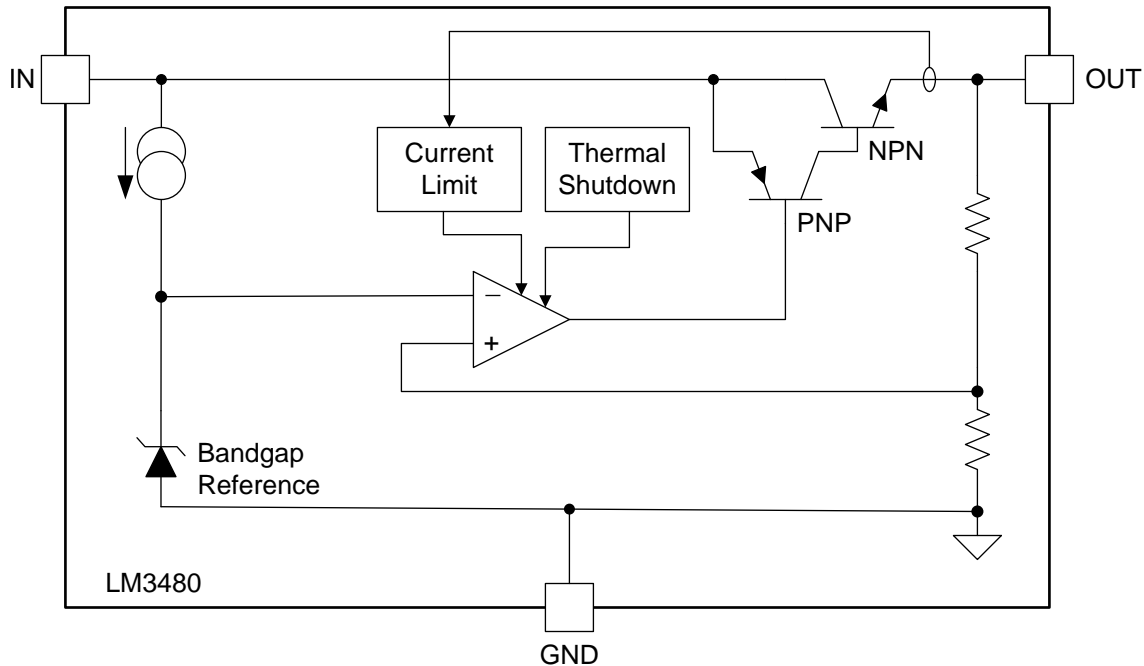 IN
OUT
Current
Limit
Thermal
Shutdown
NPN
PNP
−
+
Bandgap
Reference
LM3480
GND